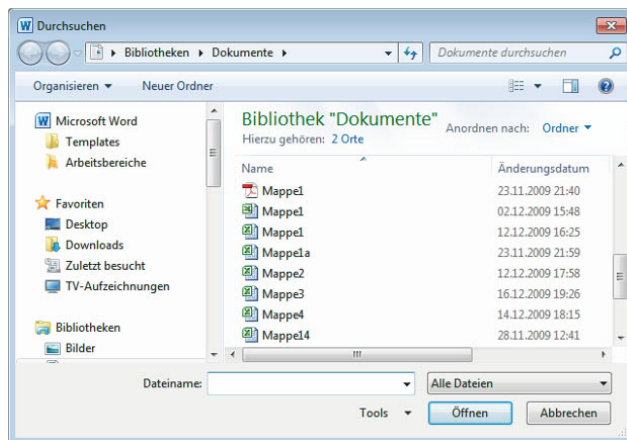 Durchsuchen
Bibliotheken Dokumente
Dokumente durchsuchen
Organisieren Neuer Ordner
Microsoft Word
Templates
Arbeitsbereiche
Favoriten
Desktop
Downloads
Zuletzt besucht
TV-Aufzeichnungen
Bibliotheken
Bilder
Bibliothek "Dokumente"
Hierzu gehören: 2 Orte
Anordnen nach: Ordner
Name Änderungsdatum
Mappe1 23.11.2009 21:40
Mappe1 02.12.2009 15:48
Mappe1 12.12.2009 16:25
Mappe1a 23.11.2009 21:59
Mappe2 12.12.2009 17:58
Mappe3 16.12.2009 19:26
Mappe4 14.12.2009 18:15
Mappe14 28.11.2009 12:41
Dateiname: Alle Dateien
Tools Öffnen Abbrechen